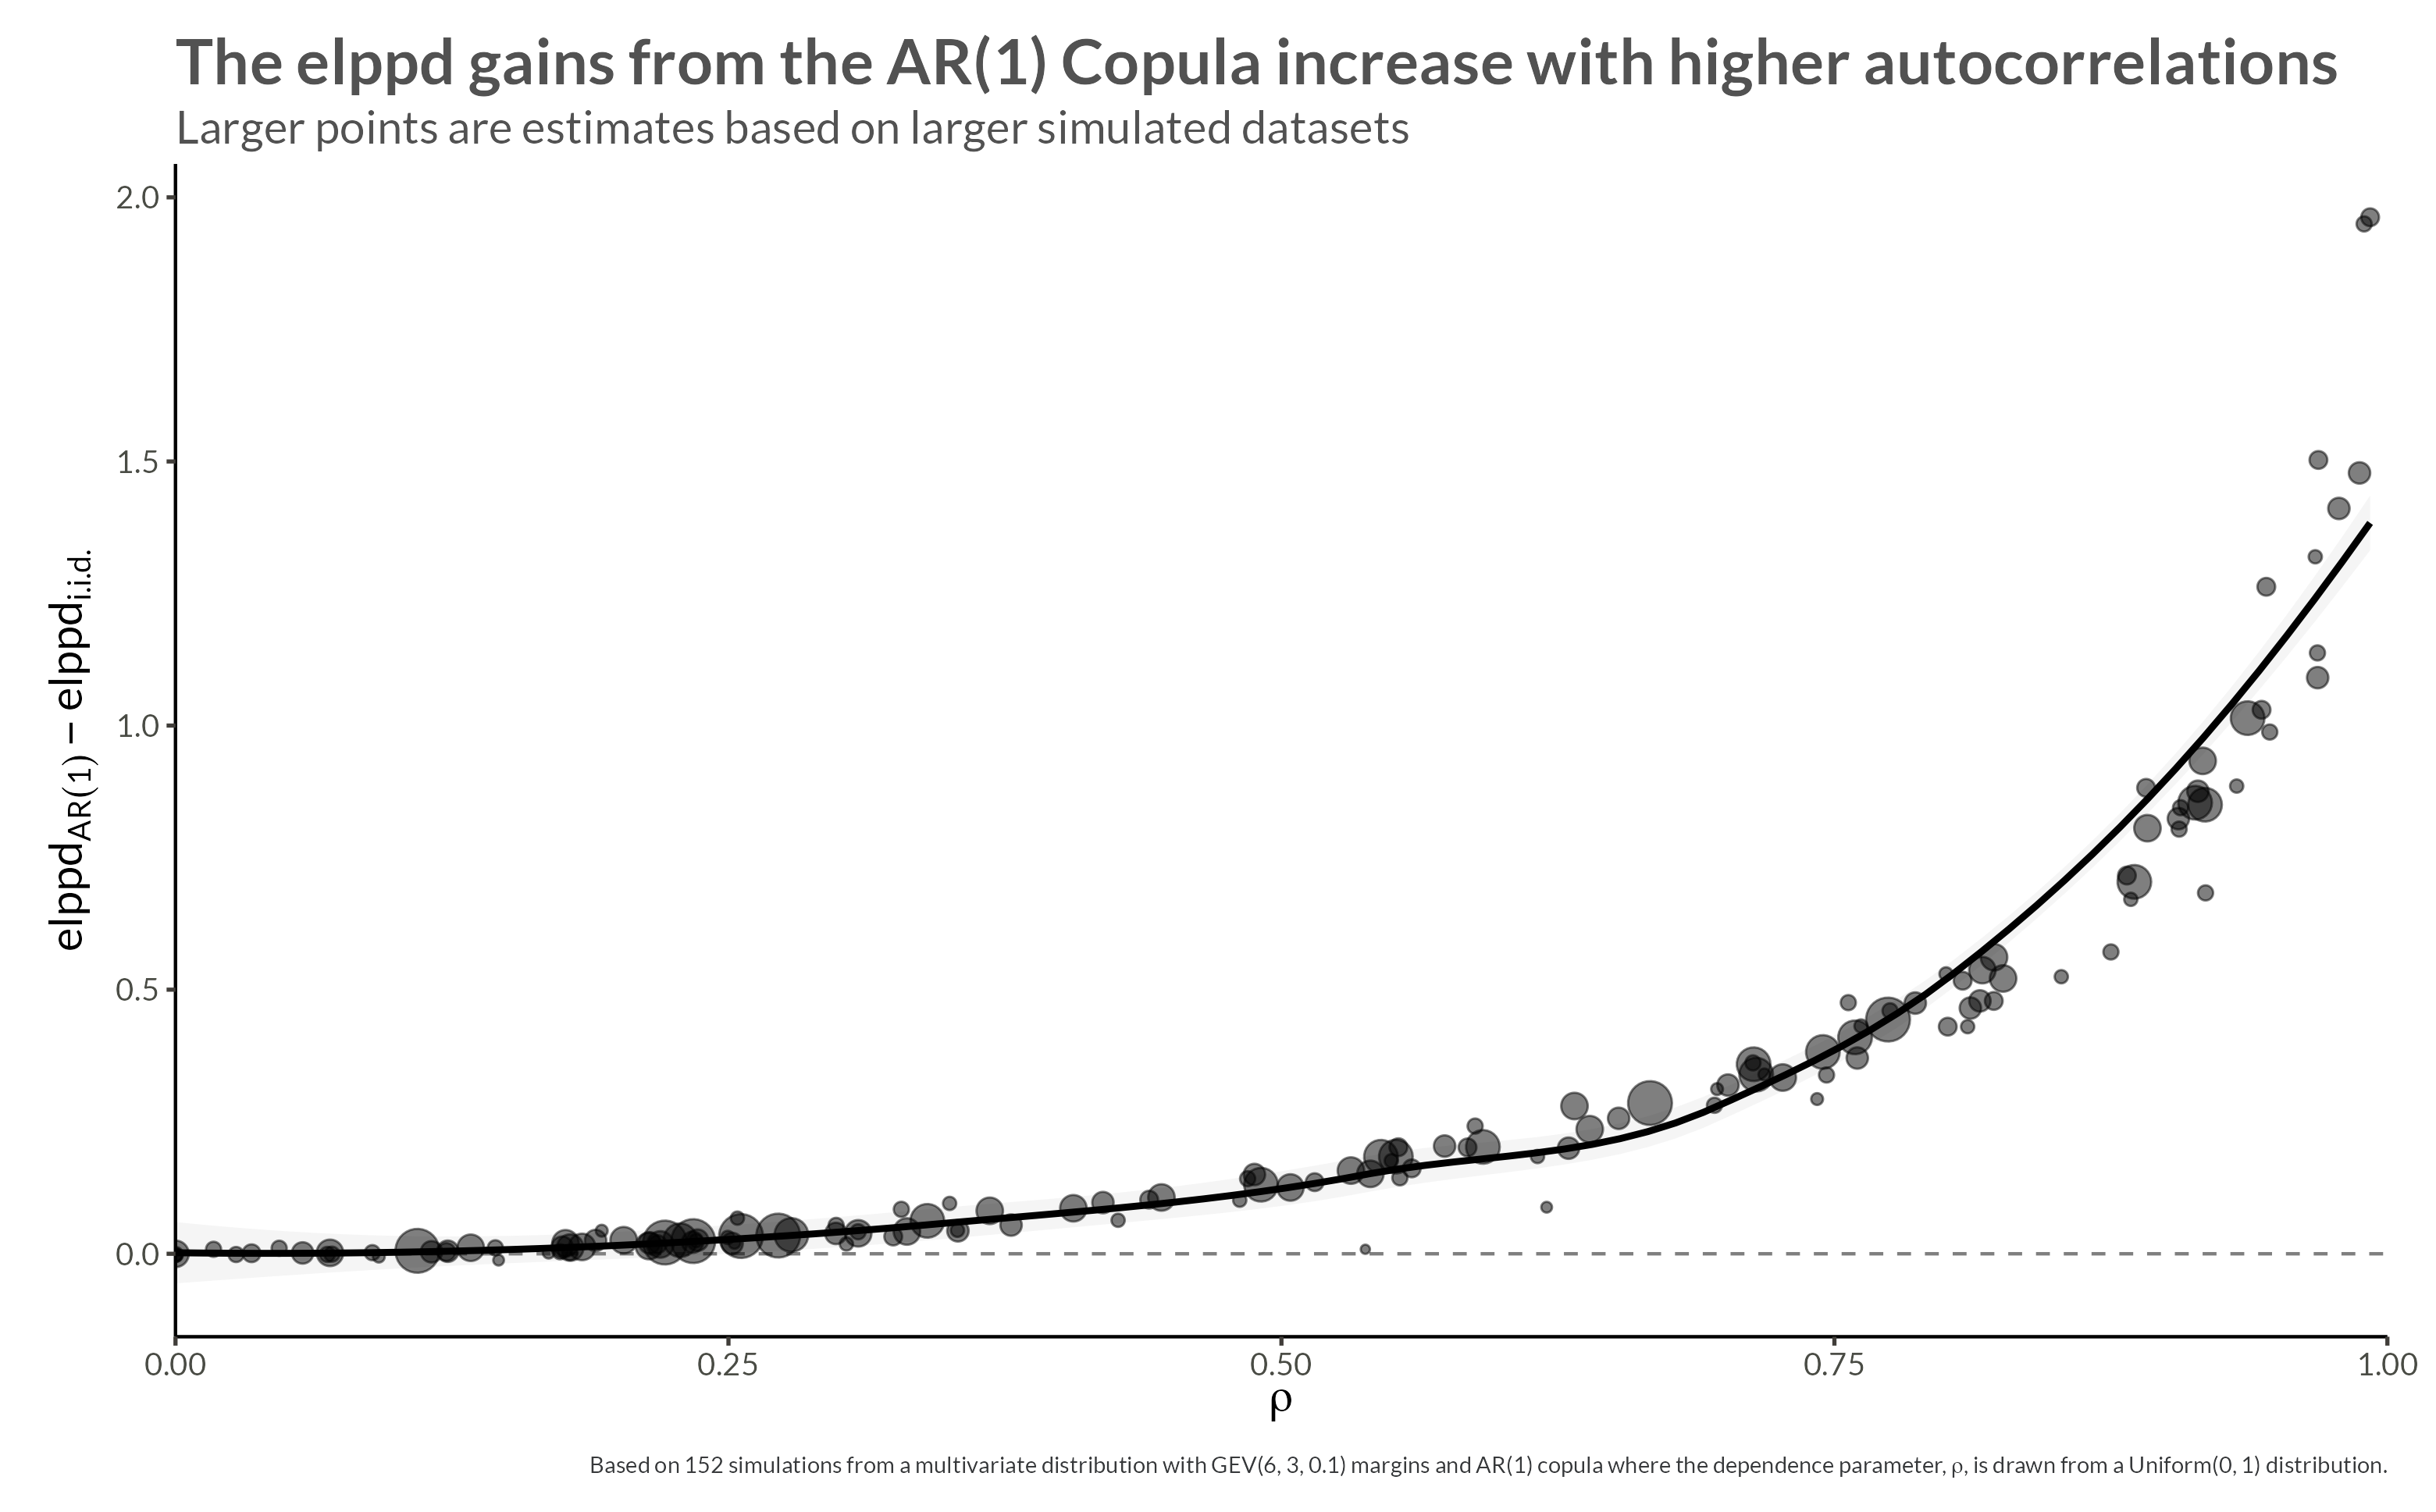 The elppd gains from the AR(1) Copula increase with higher autocorrelations
Larger points are estimates based on larger simulated datasets
elppdAR(1) − elppdi.i.d.
2.0
1.5
1.0
0.5
0.0
0.00
0.25
0.50
0.75
1.00
ρ
Based on 152 simulations from a multivariate distribution with GEV(6, 3, 0.1) margins and AR(1) copula where the dependence parameter, ρ, is drawn from a Uniform(0, 1) distribution.